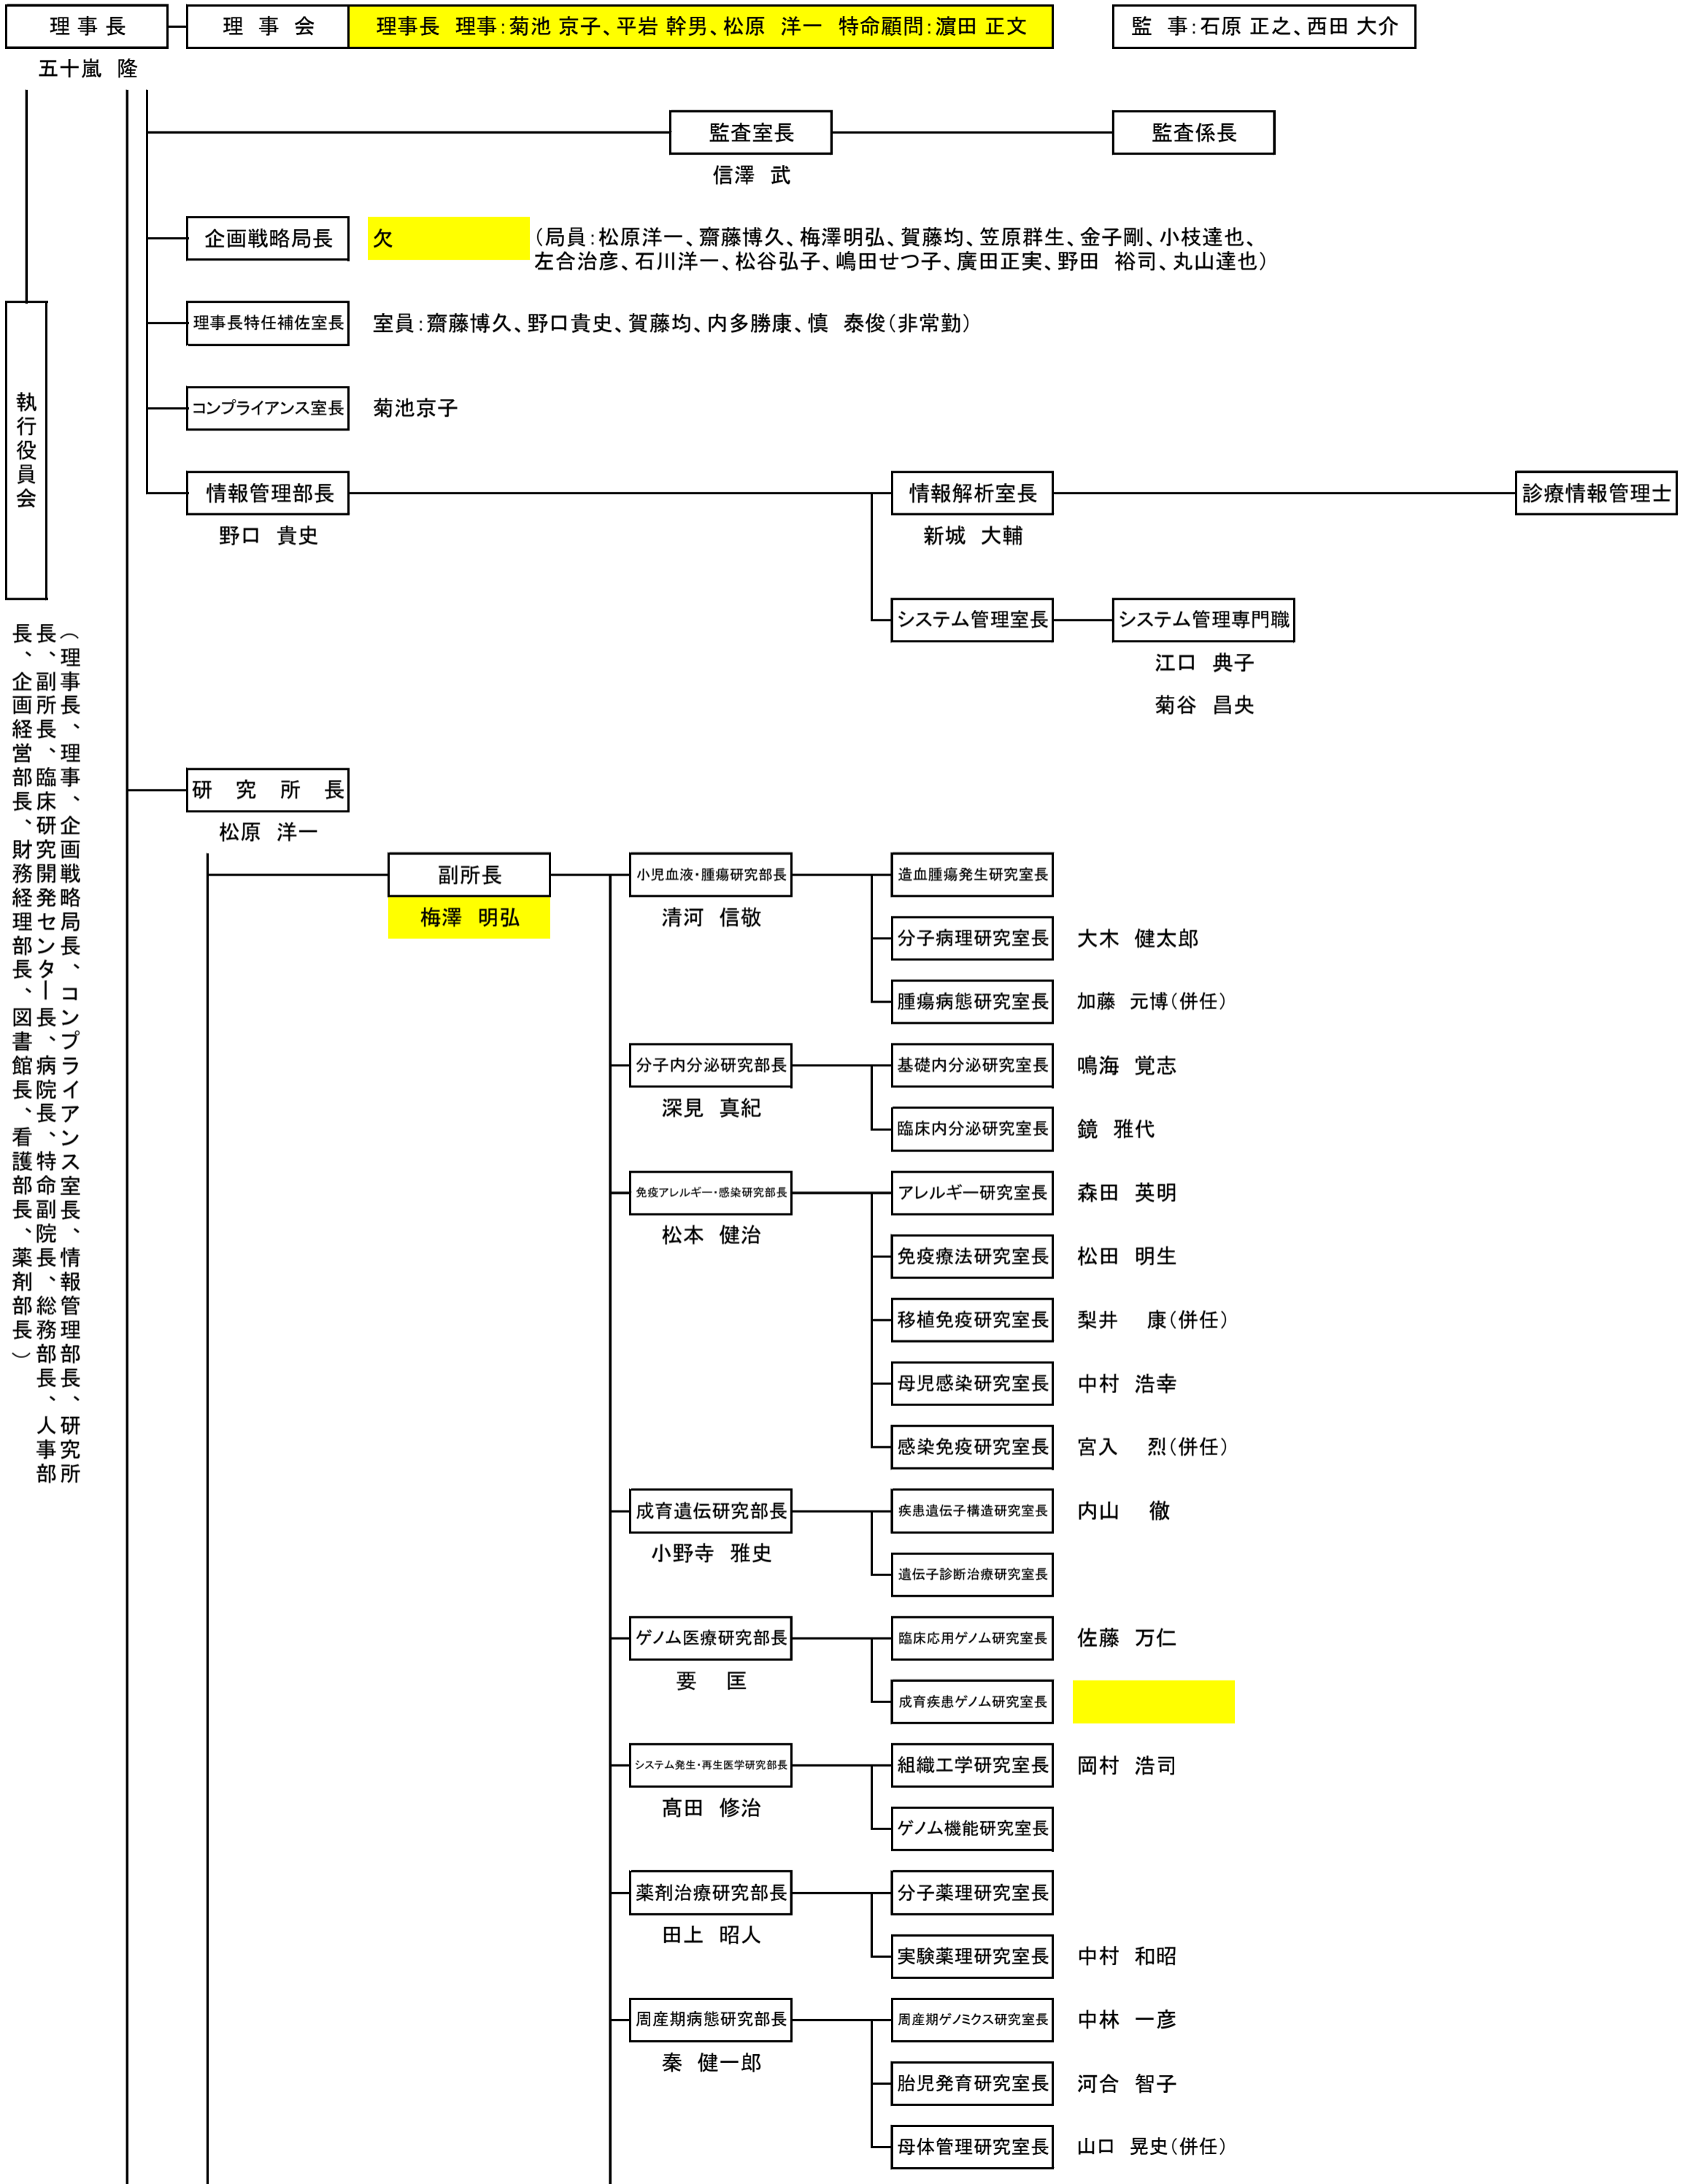 理 事 長
理 事 会
理事長 理事：菊池 京子、平岩 幹男、松原 洋一 特命顧問：濵田 正文
監 事：石原 正之、西田 大介
五十嵐 隆
監査室長
監査係長
信澤 武
企画戦略局長
欠
（局員：松原洋一、齋藤博久、梅澤明弘、賀藤均、笠原群生、金子剛、小枝達也、
左合治彦、石川洋一、松谷弘子、嶋田せつ子、廣田正実、野田 裕司、丸山達也）
理事長特任補佐室長
室員：齋藤博久、野口貴史、賀藤均、内多勝康、慎 泰俊（非常勤）
コンプライアンス室長
菊池京子
執行役員会
情報管理部長
情報解析室長
診療情報管理士
野口 貴史
新城 大輔
システム管理室長
システム管理専門職
江口 典子
菊谷 昌央
（理事長、理事、企画戦略局長、コンプライアンス室長、情報管理部長、研究所
長、副所長、臨床研究開発センター長、病院長、特命副院長、総務部長、人事部
長、企画経営部長、財務経理部長、図書館長、看護部長、薬剤部長）
研 究 所 長
松原 洋一
副所長
梅澤 明弘
小児血液・腫瘍研究部長
造血腫瘍発生研究室長
清河 信敬
分子病理研究室長
大木 健太郎
腫瘍病態研究室長
加藤 元博（併任）
分子内分泌研究部長
基礎内分泌研究室長
鳴海 覚志
深見 真紀
臨床内分泌研究室長
鏡 雅代
免疫アレルギー・感染研究部長
アレルギー研究室長
森田 英明
松本 健治
免疫療法研究室長
松田 明生
移植免疫研究室長
梨井 康（併任）
母児感染研究室長
中村 浩幸
感染免疫研究室長
宮入 烈（併任）
成育遺伝研究部長
疾患遺伝子構造研究室長
内山 徹
小野寺 雅史
遺伝子診断治療研究室長
ゲノム医療研究部長
臨床応用ゲノム研究室長
佐藤 万仁
要 匡
成育疾患ゲノム研究室長
システム発生・再生医学研究部長
組織工学研究室長
岡村 浩司
髙田 修治
ゲノム機能研究室長
薬剤治療研究部長
分子薬理研究室長
田上 昭人
実験薬理研究室長
中村 和昭
周産期病態研究部長
周産期ゲノミクス研究室長
中林 一彦
秦 健一郎
胎児発育研究室長
河合 智子
母体管理研究室長
山口 晃史（併任）